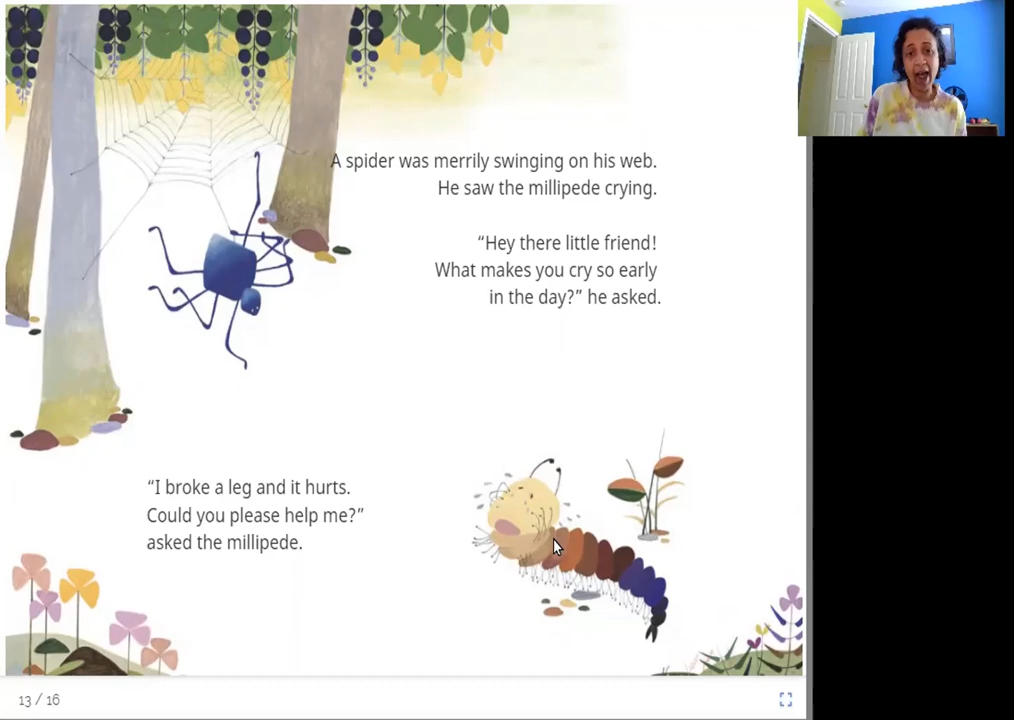 A spider was merrily swinging on his web.
He saw the millipede crying.
“Hey there little friend!
What makes you cry so early
in the day?” he asked.
“I broke a leg and it hurts.
Could you please help me?”
asked the millipede.
13 / 16